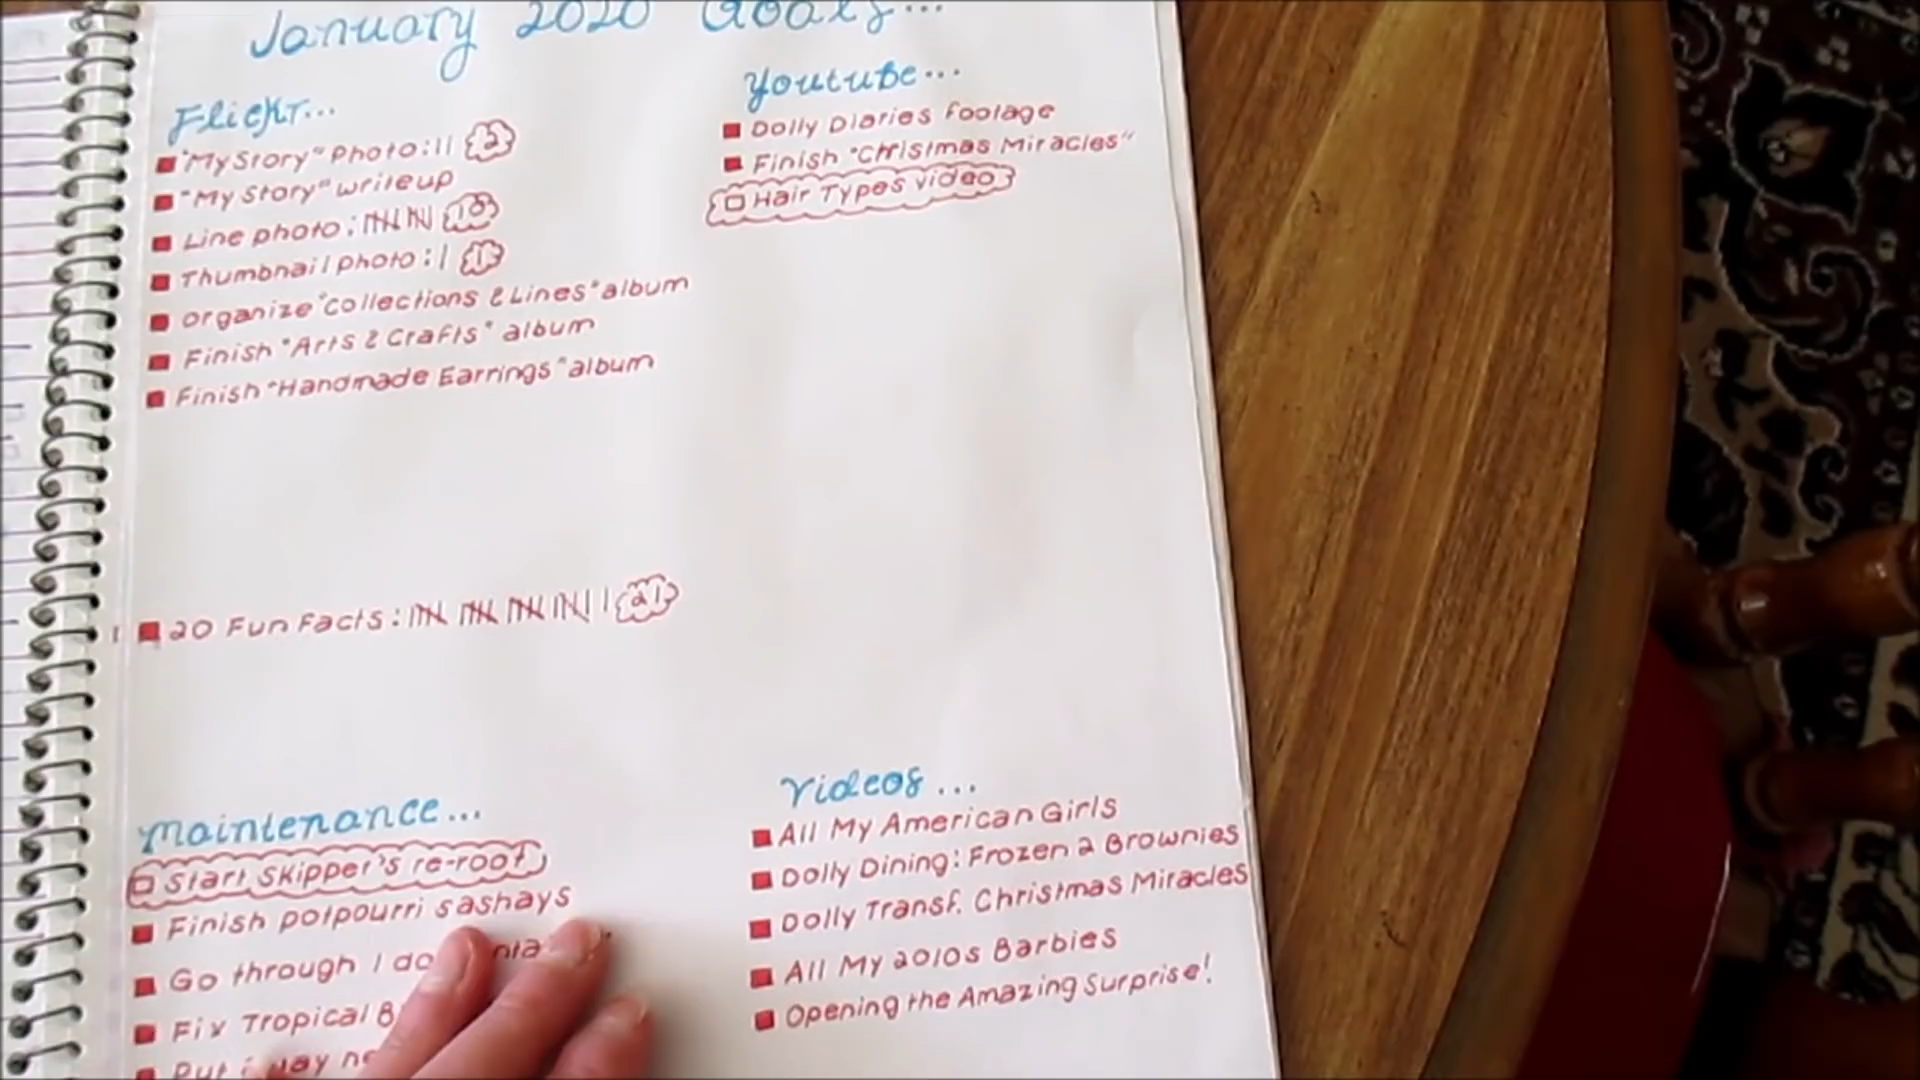 January 2020 Goals...
Flickr...
"My Story" Photo: || 2
"My Story" writeup
Line photo: 10
Thumbnail photo: | 1
organize "collections & Lines" album
Finish "Arts & Crafts" album
Finish "Handmade Earrings" album
20 Fun Facts: 21
Youtube...
Dolly Diaries footage
Finish "Christmas Miracles"
Hair Types video
Maintenance...
Start Skipper's re-root
Finish potpourri sashays
Go through 1 do
Fix Tropical B
Put
Videos...
All My American Girls
Dolly Dining: Frozen 2 Brownies
Dolly Transf. Christmas Miracles
All My 2010s Barbies
Opening the Amazing Surprise!